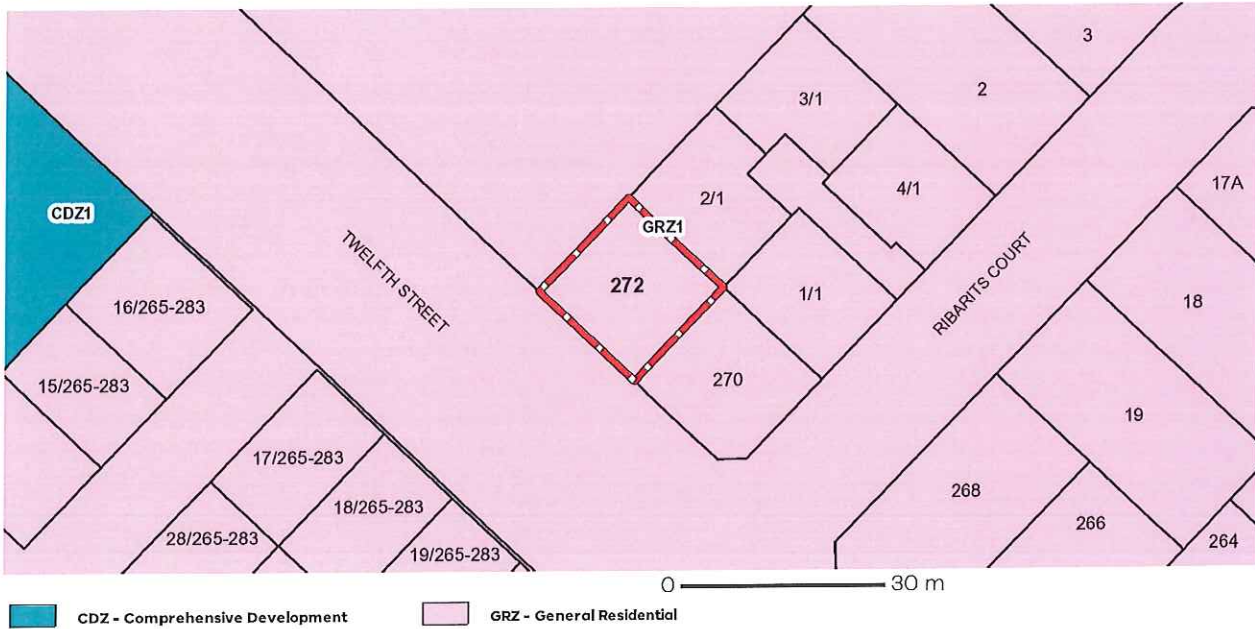 3
3/1
2
17A
4/1
CDZ1
2/1
GRZ1
TWELFTH STREET
272
1/1
RIBARITS COURT
18
16/265-283
15/265-283
270
19
17/265-283
268
18/265-283
266
28/265-283
19/265-283
264
0 30 m
CDZ - Comprehensive Development GRZ - General Residential